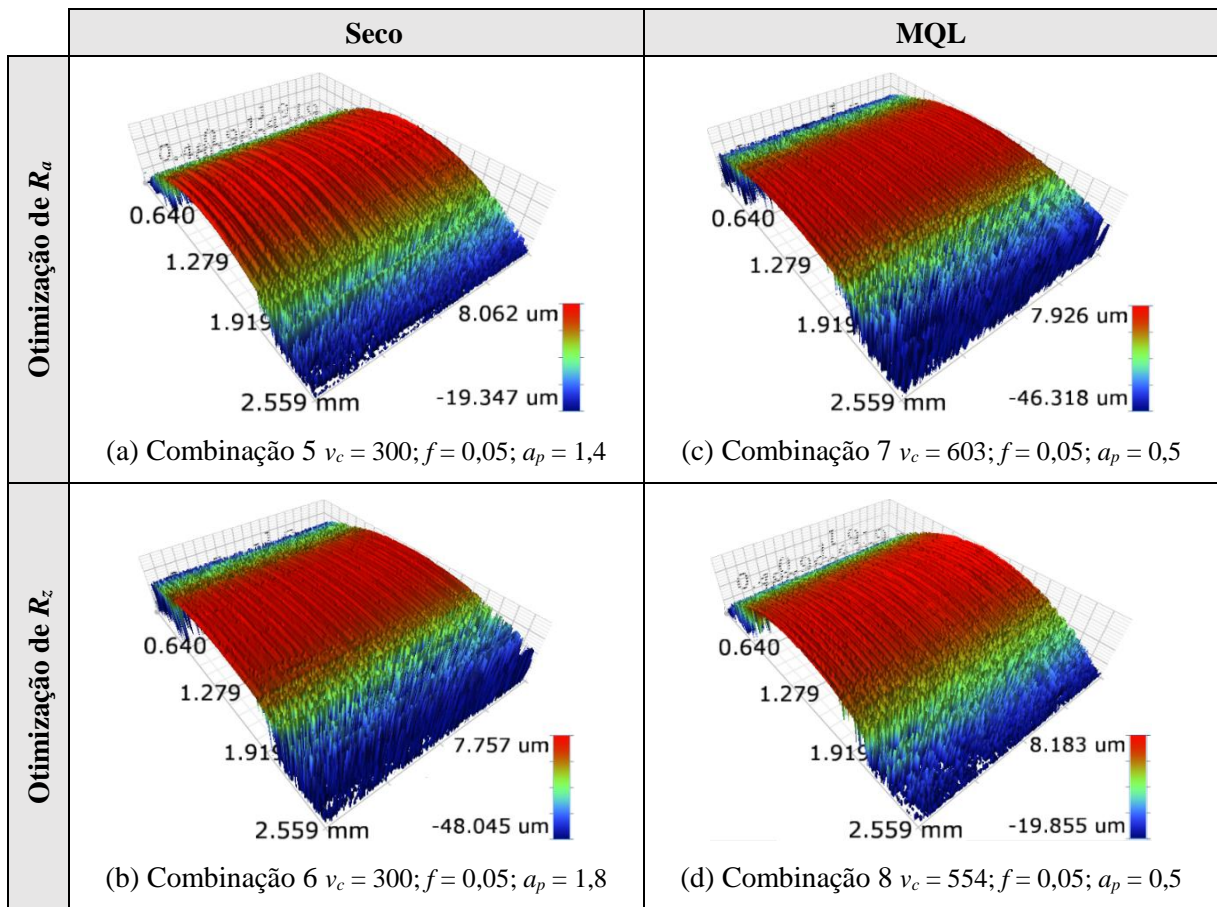 Seco
MQL
Otimização de Ra
0.640
1.279
1.919
2.559 mm
8.062 um
-19.347 um
(a) Combinação 5 vc = 300; f = 0,05; ap = 1,4
0.640
1.279
1.919
2.559 mm
7.926 um
-46.318 um
(c) Combinação 7 vc = 603; f = 0,05; ap = 0,5
Otimização de Rz
0.640
1.279
1.919
2.559 mm
7.757 um
-48.045 um
(b) Combinação 6 vc = 300; f = 0,05; ap = 1,8
0.640
1.279
1.919
2.559 mm
8.183 um
-19.855 um
(d) Combinação 8 vc = 554; f = 0,05; ap = 0,5